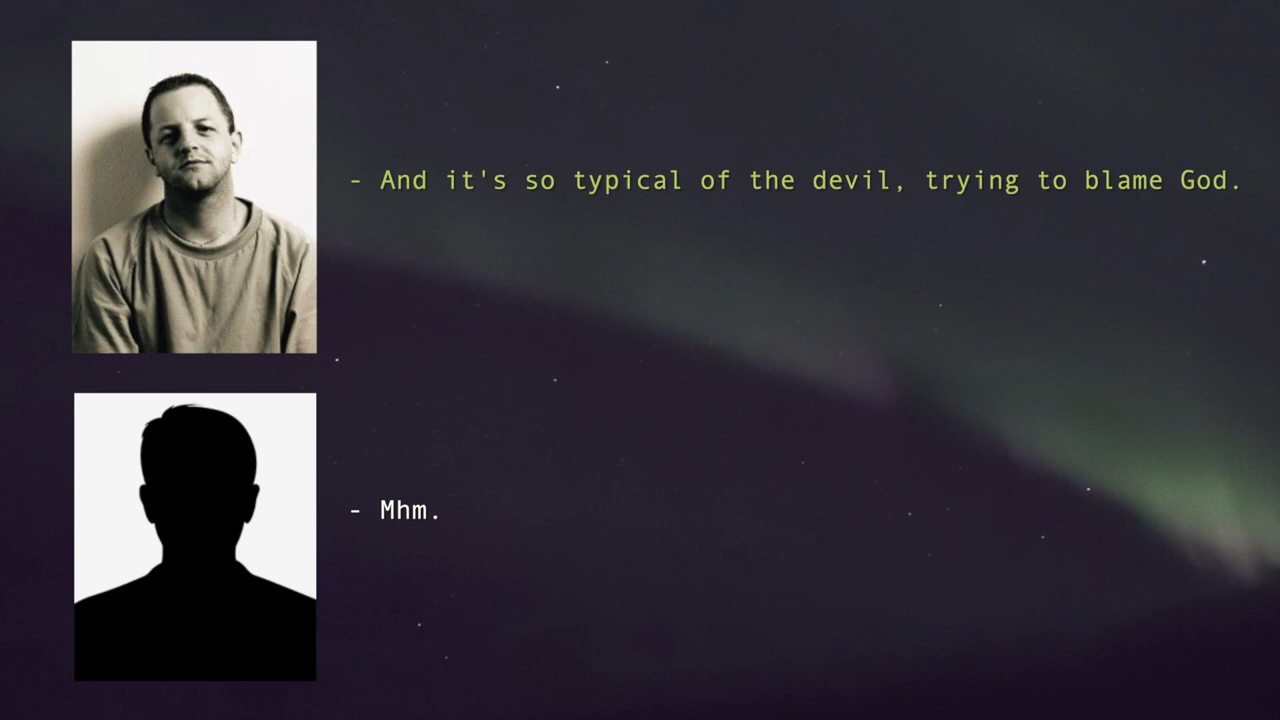 - And it's so typical of the devil, trying to blame God.
- Mhm.